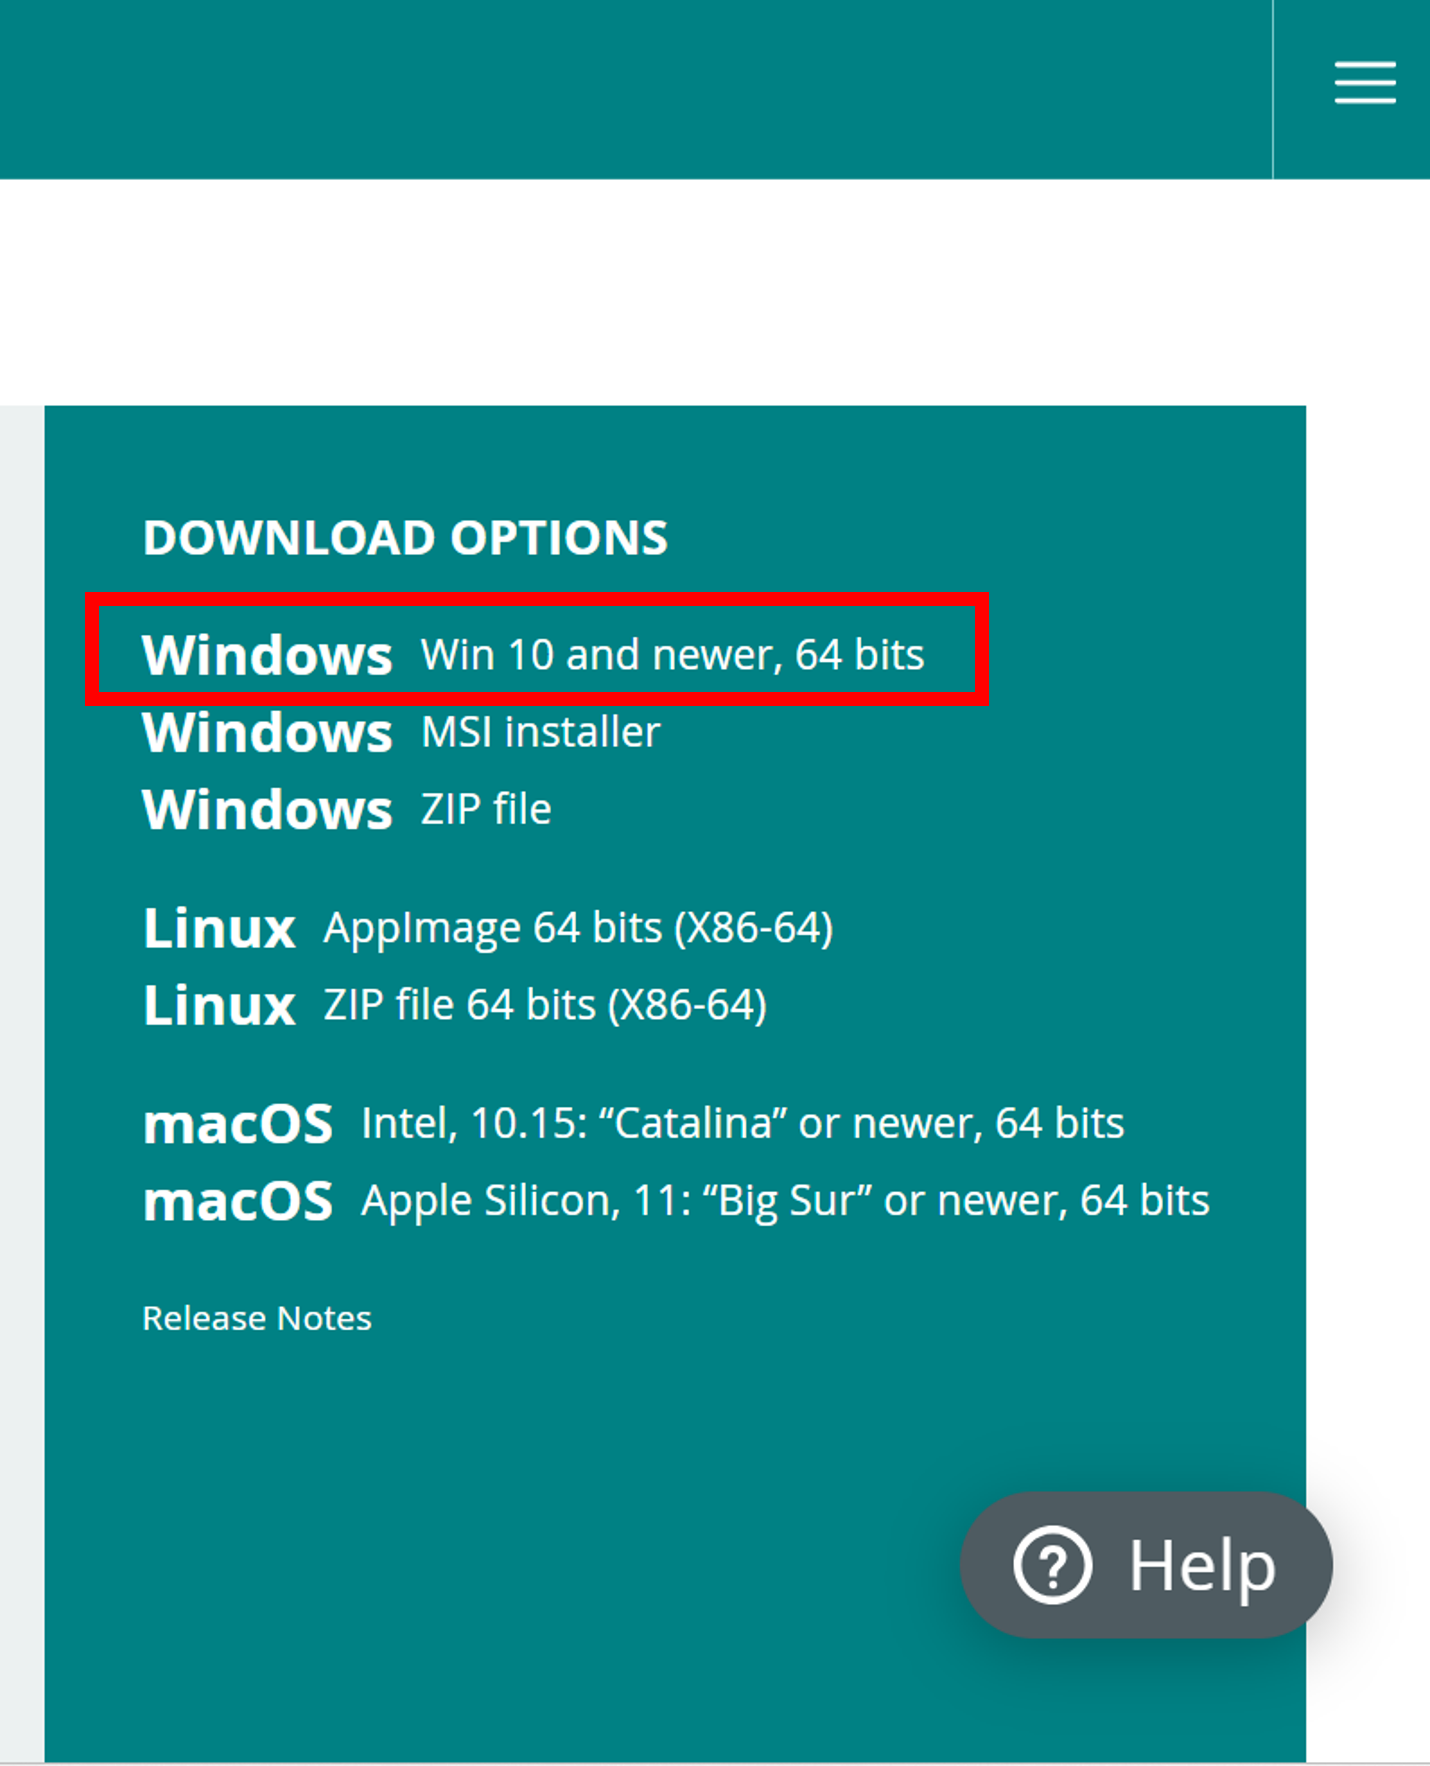 DOWNLOAD OPTIONS
Windows Win 10 and newer, 64 bits
Windows MSI installer
Windows ZIP file
Linux AppImage 64 bits (X86-64)
Linux ZIP file 64 bits (X86-64)
macOS Intel, 10.15: “Catalina” or newer, 64 bits
macOS Apple Silicon, 11: “Big Sur” or newer, 64 bits
Release Notes
Help